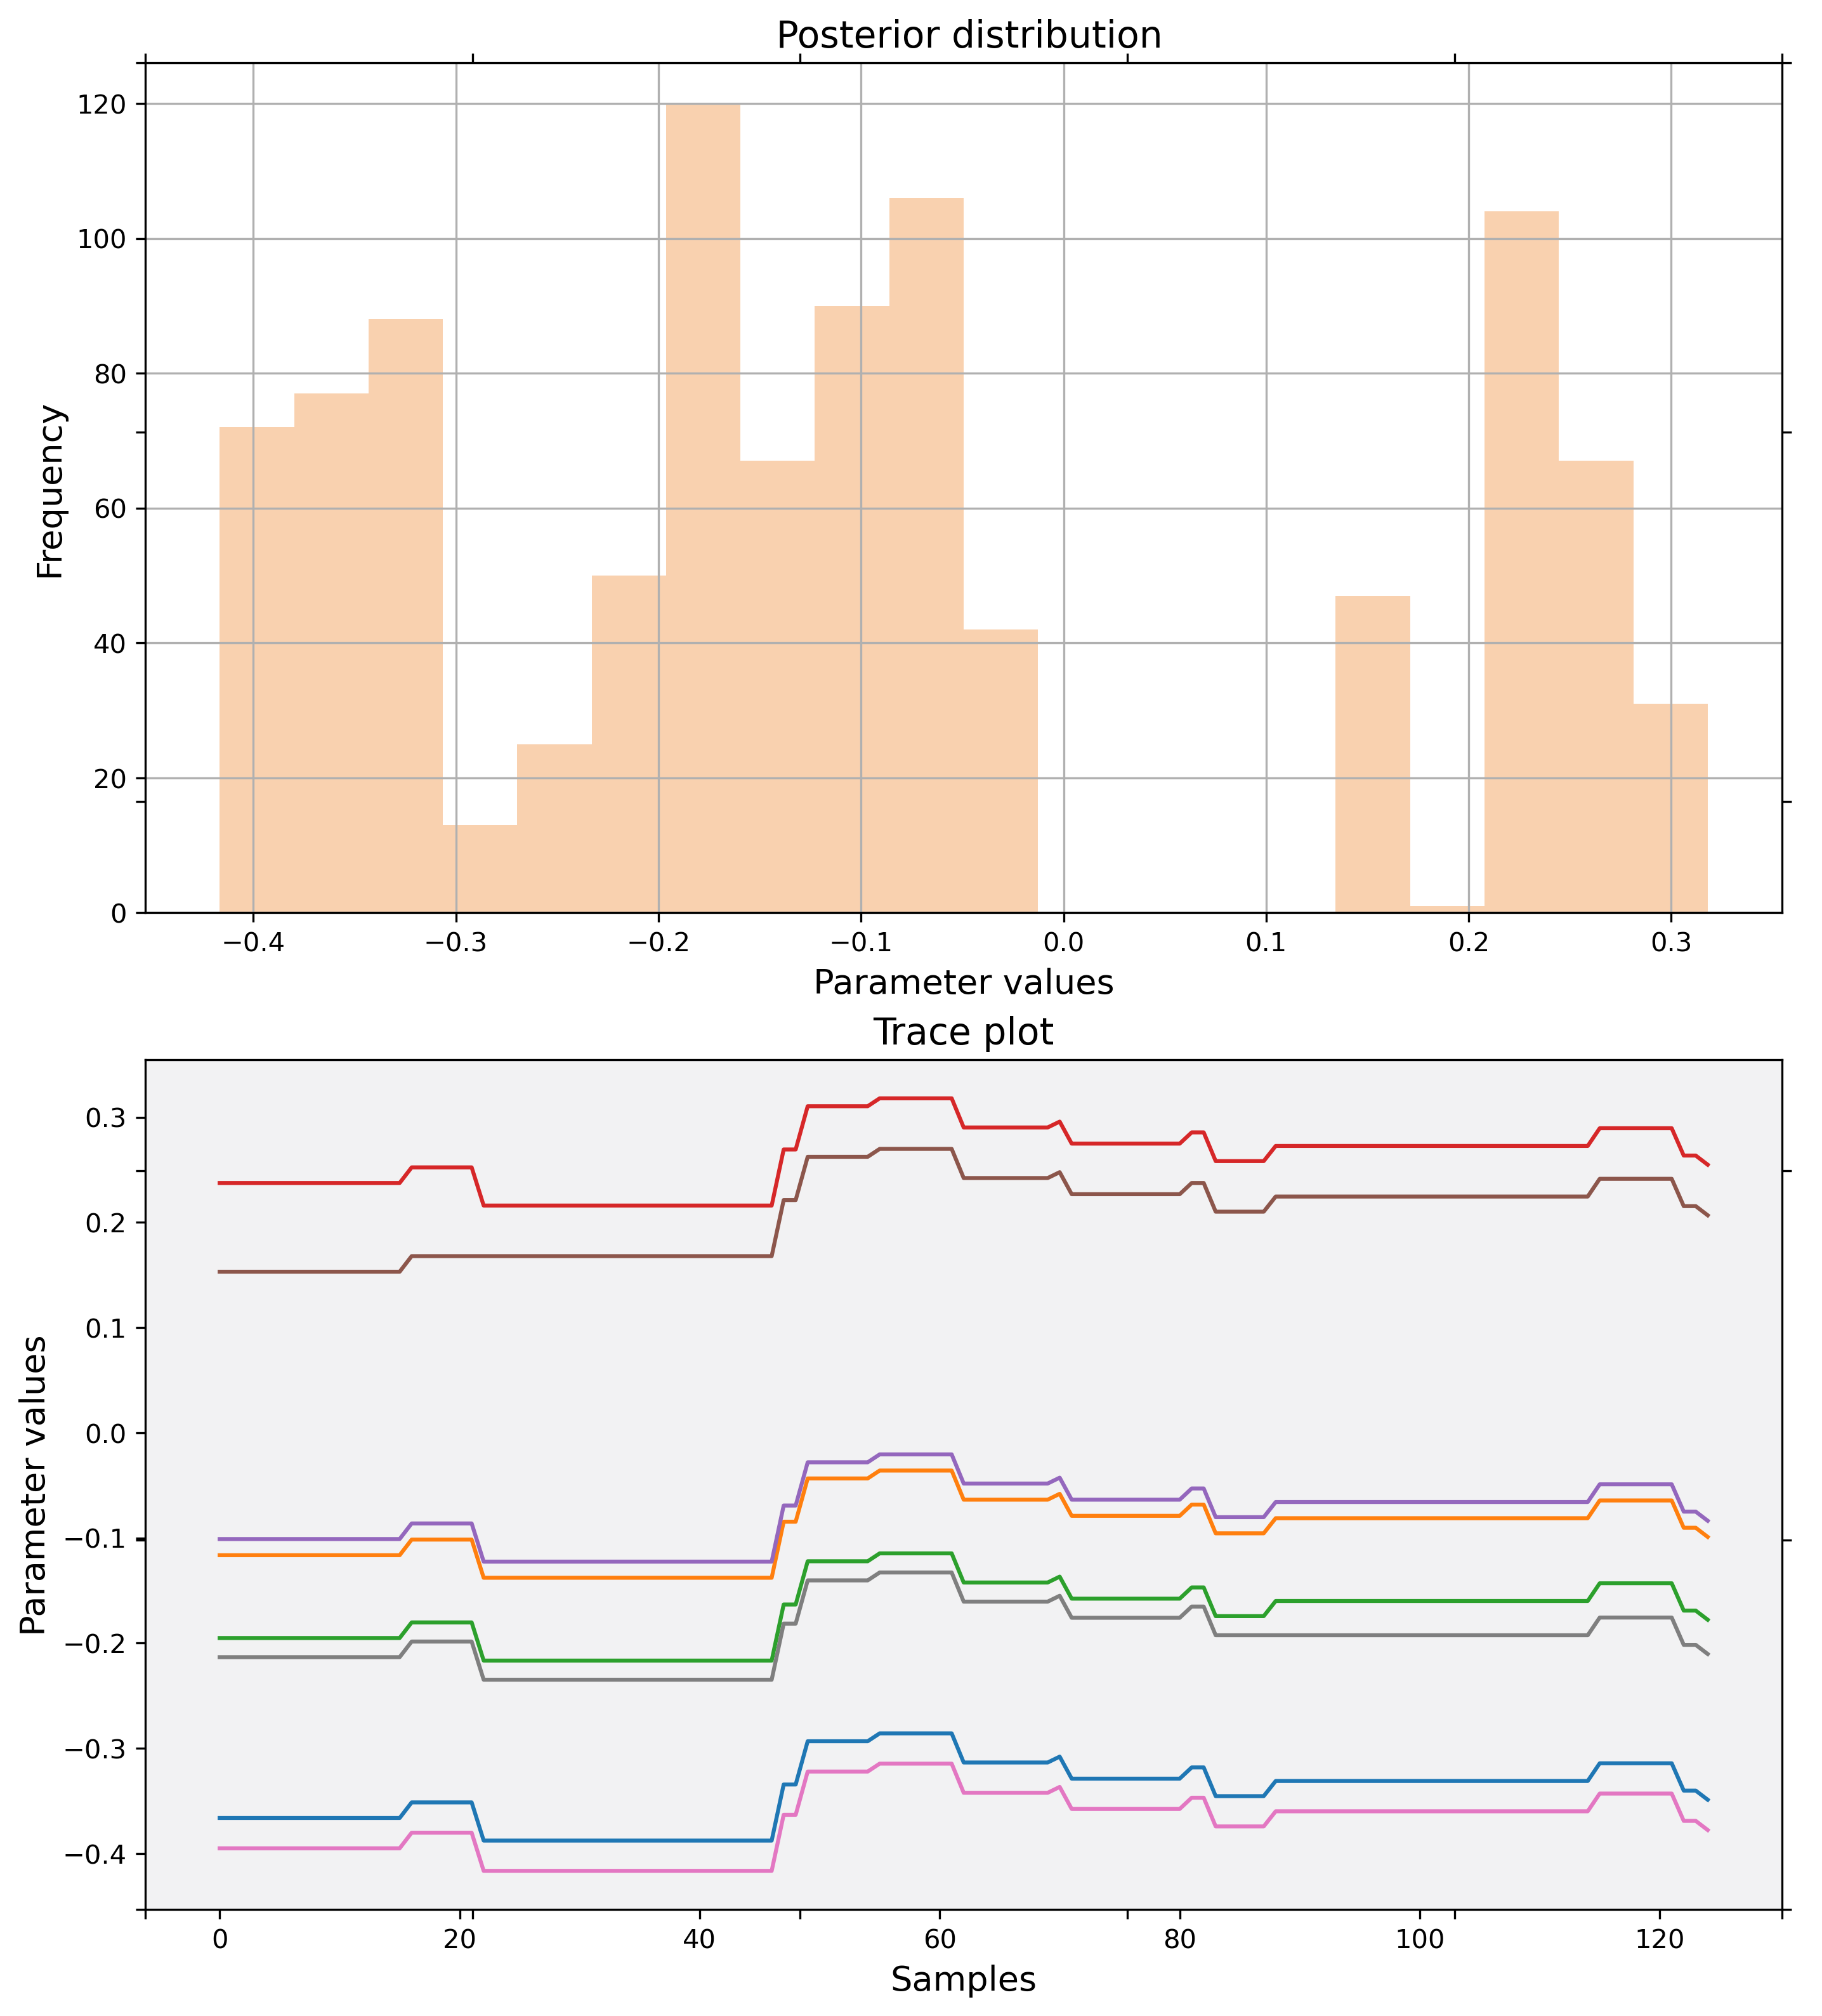 Posterior distribution
120
100
80
60
40
20
0
Frequency
−0.4 −0.3 −0.2 −0.1 0.0 0.1 0.2 0.3
Parameter values
Trace plot
0.3
0.2
0.1
0.0
−0.1
−0.2
−0.3
−0.4
Parameter values
0 20 40 60 80 100 120
Samples